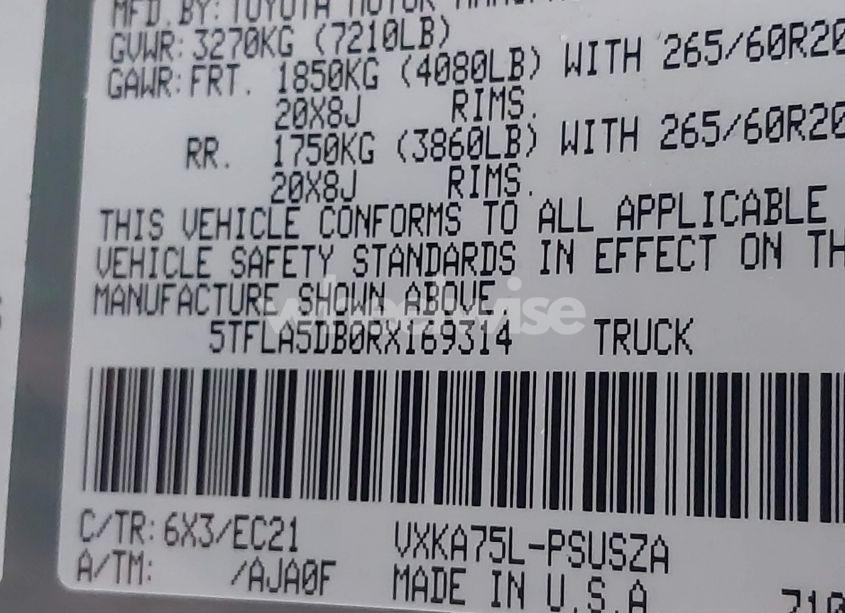 MFD. BY: TOYOTA MOTOR
GVWR: 3270KG (7210LB)
GAWR: FRT. 1850KG (4080LB) WITH 265/60R20
20X8J RIMS.
RR. 1750KG (3860LB) WITH 265/60R20
20X8J RIMS.
THIS VEHICLE CONFORMS TO ALL APPLICABLE
VEHICLE SAFETY STANDARDS IN EFFECT ON TH
MANUFACTURE SHOWN ABOVE.
wheelwise
5TFLA5DB0RX169314 TRUCK
C/TR: 6X3/EC21 VXKA75L-PSUSZA
A/TM: /AJA0F MADE IN U.S.A
710